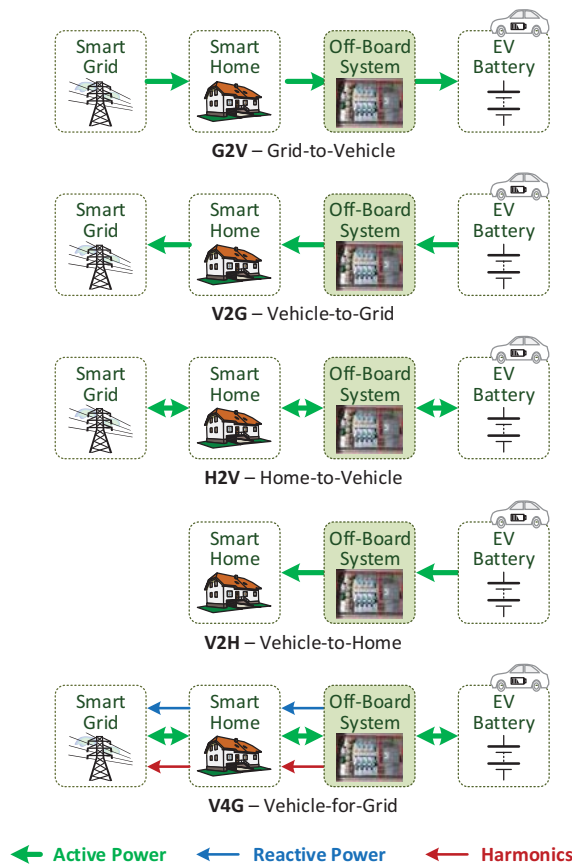 Smart Grid
Smart Home
Off-Board System
EV Battery
G2V – Grid-to-Vehicle
Smart Grid
Smart Home
Off-Board System
EV Battery
V2G – Vehicle-to-Grid
Smart Grid
Smart Home
Off-Board System
EV Battery
H2V – Home-to-Vehicle
Smart Home
Off-Board System
EV Battery
V2H – Vehicle-to-Home
Smart Grid
Smart Home
Off-Board System
EV Battery
V4G – Vehicle-for-Grid
Active Power
Reactive Power
Harmonics